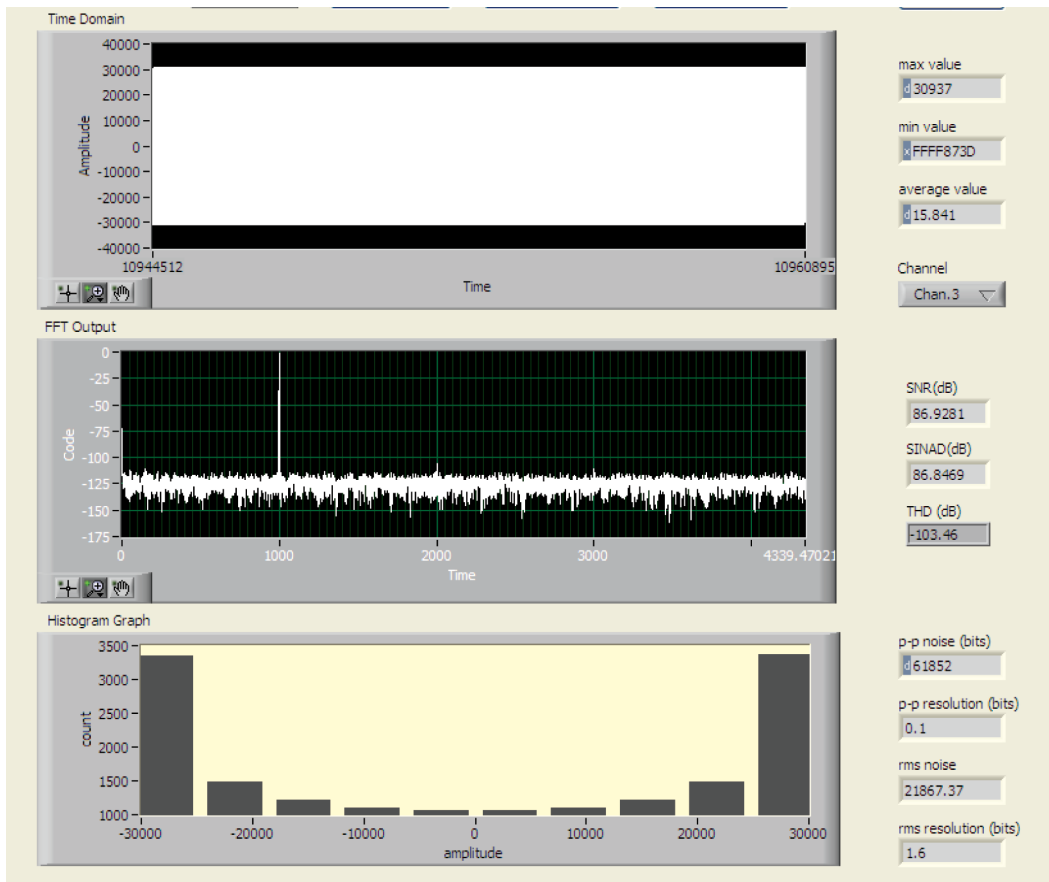 Time Domain
40000
30000
20000
10000
0
-10000
-20000
-30000
-40000
Amplitude
10944512
10960895
Time
max value
d 30937
min value
x FFFF873D
average value
d 15.841
Channel
Chan.3
FFT Output
0
-25
-50
-75
-100
-125
-150
-175
Code
0
1000
2000
3000
4339.47021
Time
SNR(dB)
86.9281
SINAD(dB)
86.8469
THD (dB)
-103.46
Histogram Graph
3500
3000
2500
2000
1500
1000
count
-30000
-20000
-10000
0
10000
20000
30000
amplitude
p-p noise (bits)
d 61852
p-p resolution (bits)
0.1
rms noise
21867.37
rms resolution (bits)
1.6